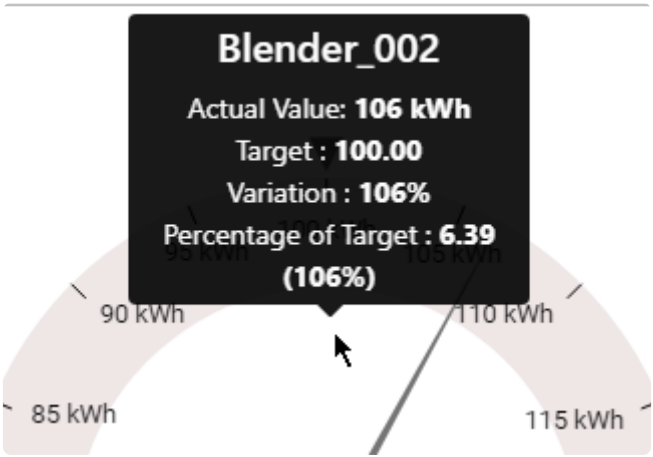 Blender_002
Actual Value: 106 kWh
Target : 100.00
Variation : 106%
Percentage of Target : 6.39
(106%)
95 kWh
105 kWh
90 kWh
110 kWh
85 kWh
115 kWh